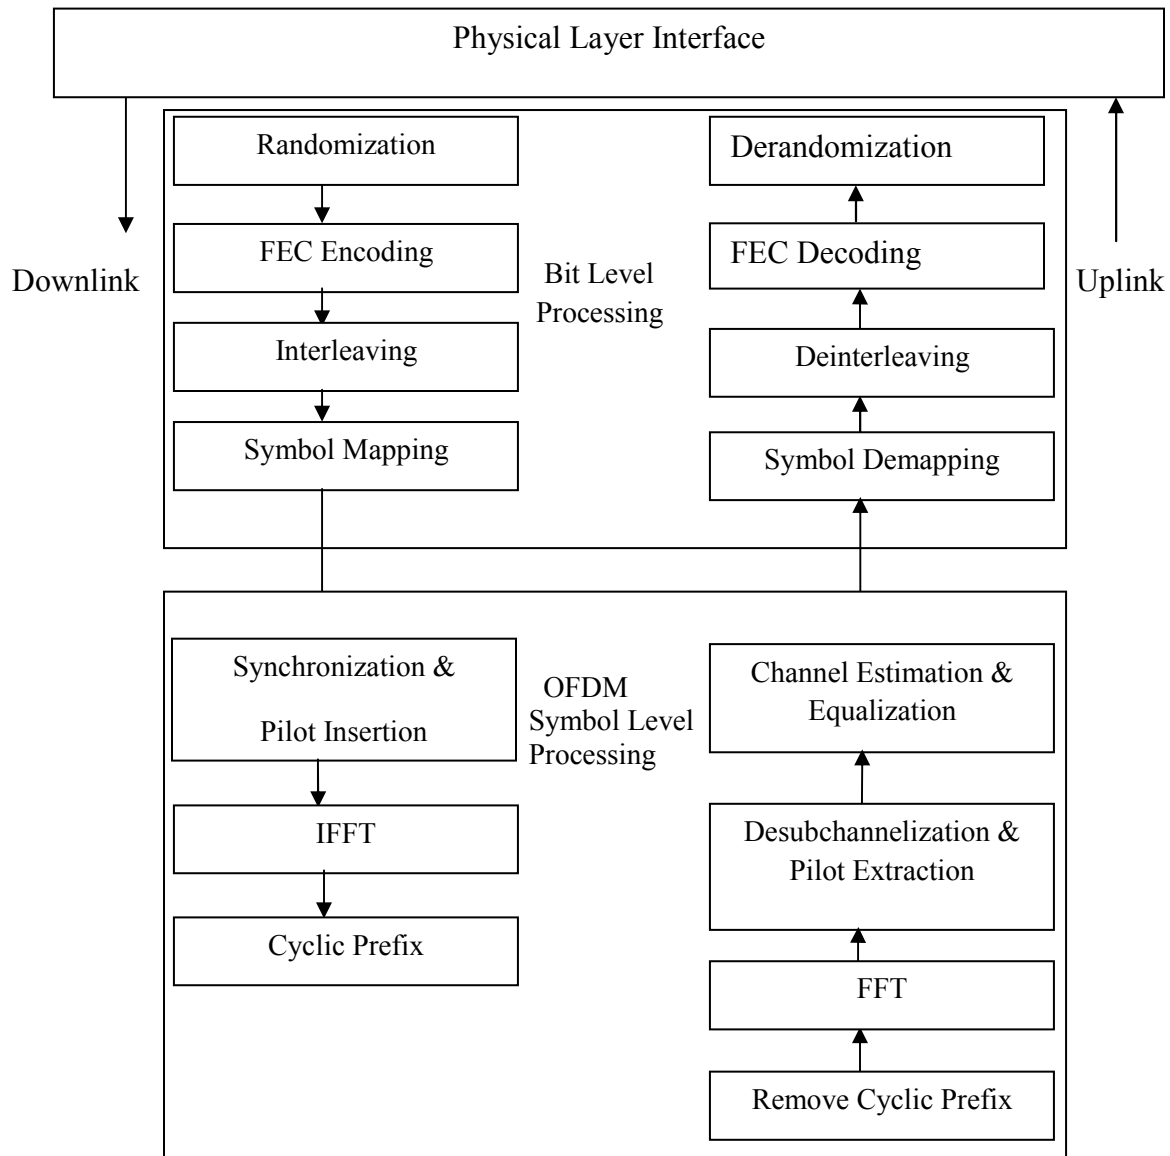 Physical Layer Interface
Randomization
Derandomization
FEC Encoding
FEC Decoding
Downlink
Bit Level
Processing
Uplink
Interleaving
Deinterleaving
Symbol Mapping
Symbol Demapping
Synchronization &
Pilot Insertion
OFDM
Symbol Level
Processing
Channel Estimation &
Equalization
IFFT
Desubchannelization &
Pilot Extraction
Cyclic Prefix
FFT
Remove Cyclic Prefix